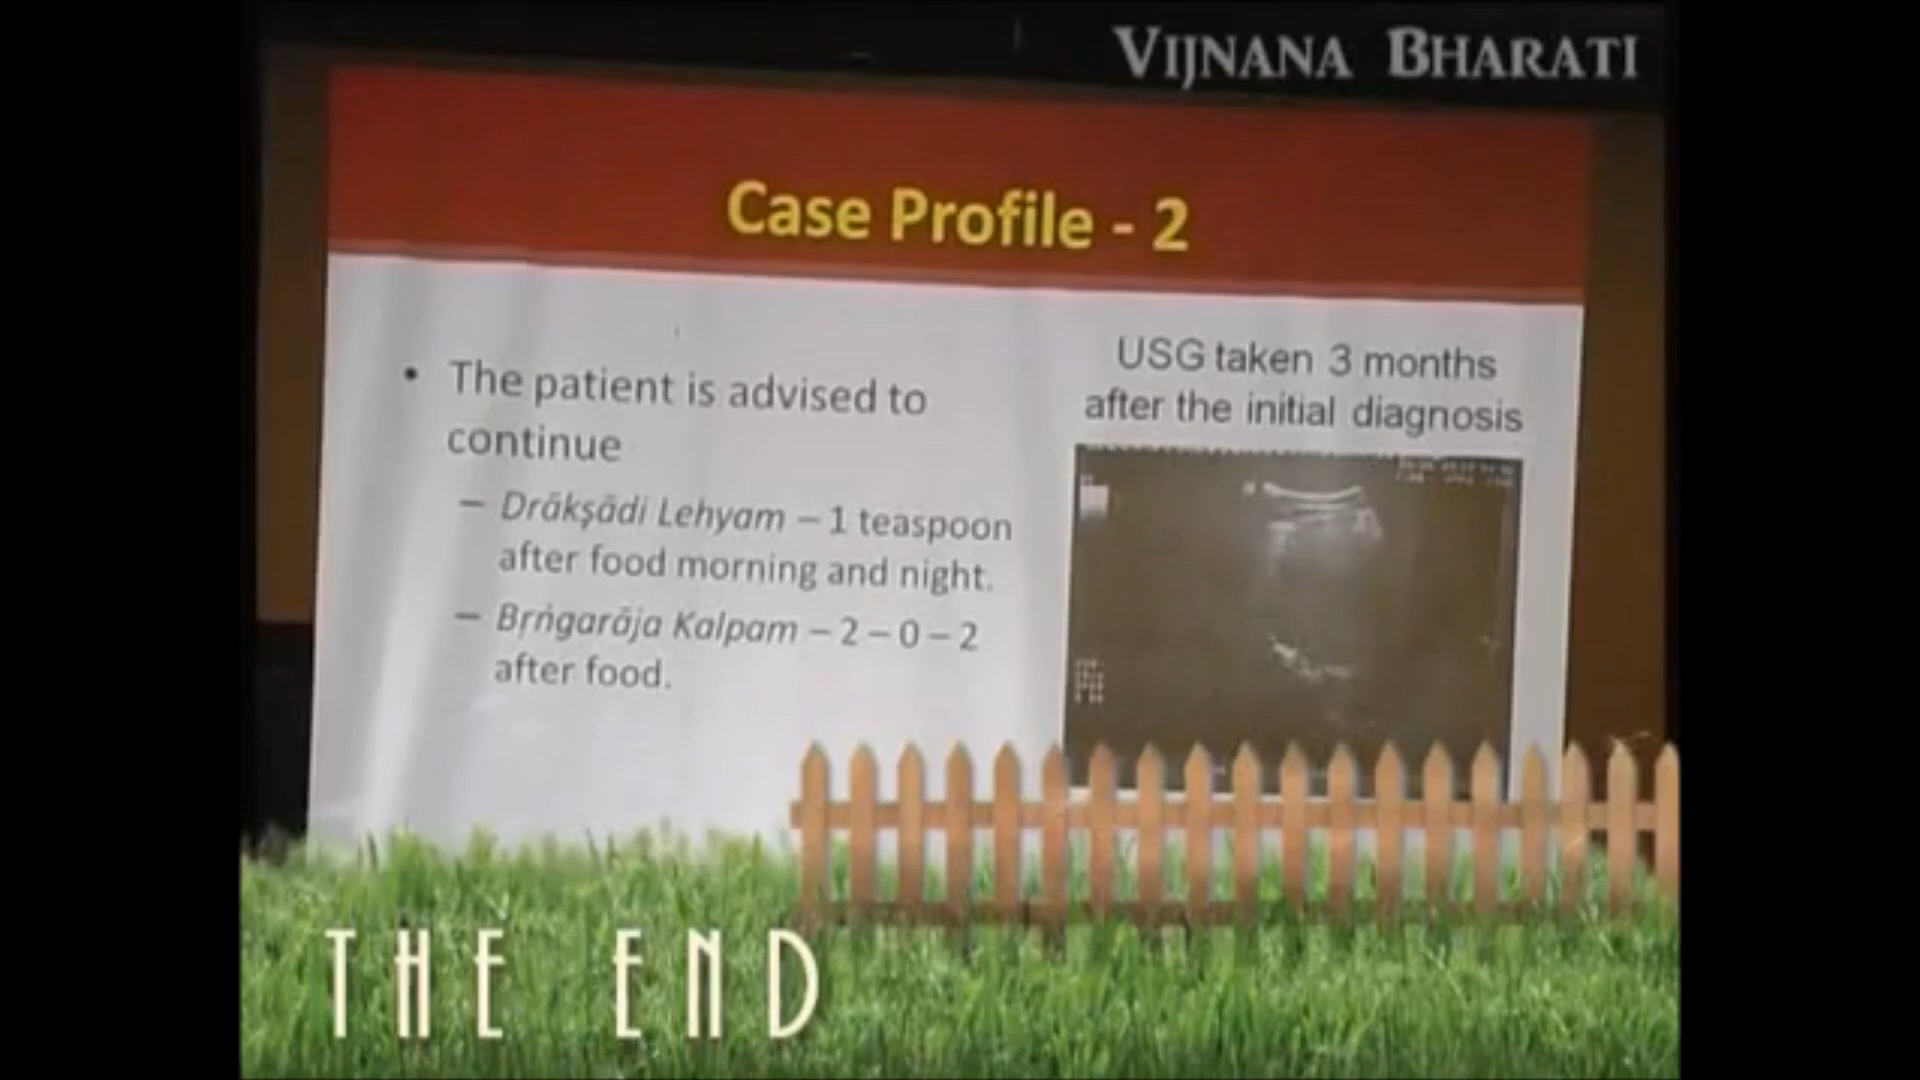 VIJNANA BHARATI
Case Profile - 2
• The patient is advised to
continue
– Drākṣādi Lehyam – 1 teaspoon
after food morning and night.
– Bṛṅgarāja Kalpam – 2 – 0 – 2
after food.
USG taken 3 months
after the initial diagnosis
THE END